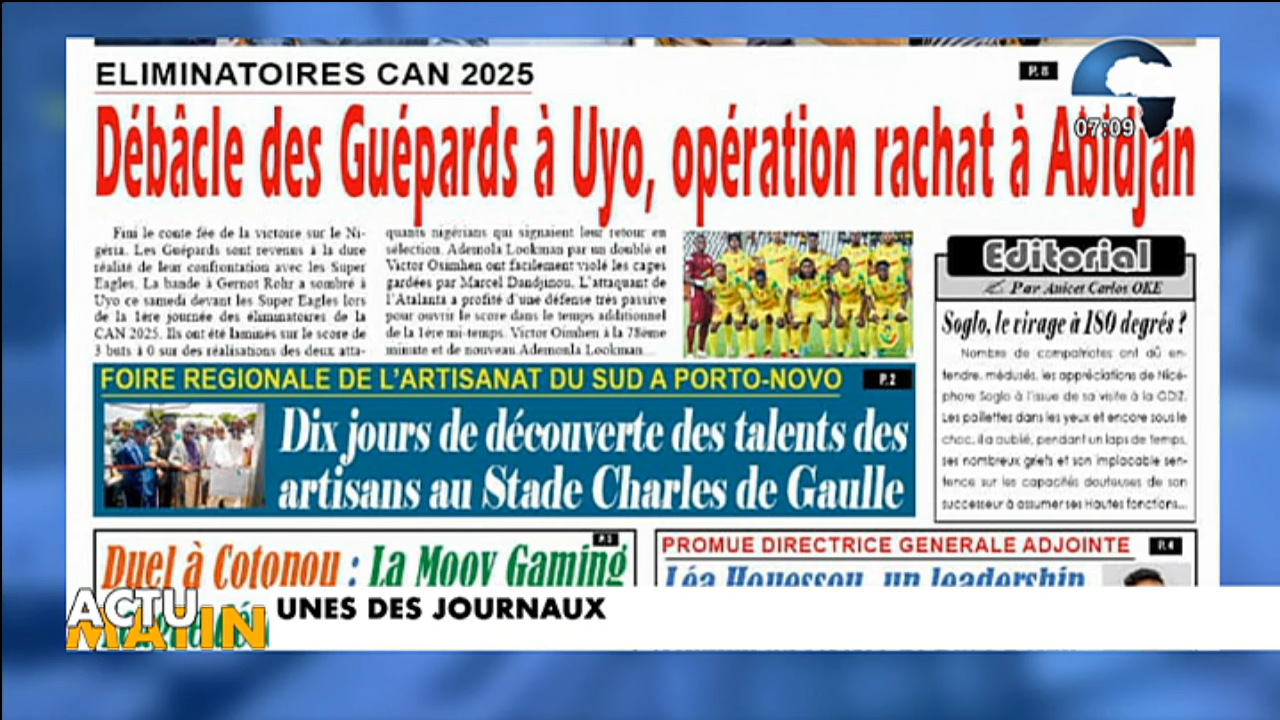 ELIMINATOIRES CAN 2025
P. 8
07:09
Débâcle des Guépards à Uyo, opération rachat à Abidjan
Fini le conte fée de la victoire sur le Ni-
géria. Les Guépards sont revenus à la dure
réalité de leur confrontation avec les Super
Eagles. La bande à Gernot Rohr a sombré à
Uyo ce samedi devant les Super Eagles lors
de la 1ère journée des éliminatoires de la
CAN 2025. Ils ont été laminés sur le score de
3 buts à 0 sur des réalisations des deux atta-
quants nigérians qui signaient leur retour en
sélection. Ademola Lookman par un doublé et
Victor Osimhen ont facilement violé les cages
gardées par Marcel Dandjinou. L'attaquant de
l'Atalanta a profité d'une défense très passive
pour ouvrir le score dans le temps additionnel
de la 1ère mi-temps. Victor Oimhen à la 78ème
minute et de nouveau Ademonla Lookman...
Editorial
Par Anicet Carlos OKE
Soglo, le virage à 180 degrés ?
Nombre de compatriotes ont dû en-
tendre, médusés, les appréciations de Nicé-
phore Soglo à l'issue de sa visite à la GDIZ.
Les paillettes dans les yeux et encore sous le
choc, il a oublié, pendant un laps de temps,
ses nombreux griefs et son implacable sen-
tence sur les capacités douteuses de son
successeur à assumer ses Hautes fonctions...
FOIRE REGIONALE DE L'ARTISANAT DU SUD A PORTO-NOVO
P. 2
Dix jours de découverte des talents des
artisans au Stade Charles de Gaulle
P. 3
Duel à Cotonou : La Moov Gaming
PROMUE DIRECTRICE GENERALE ADJOINTE
P. 4
Léa Houessou, un leadership
ACTU
MATIN
UNES DES JOURNAUX